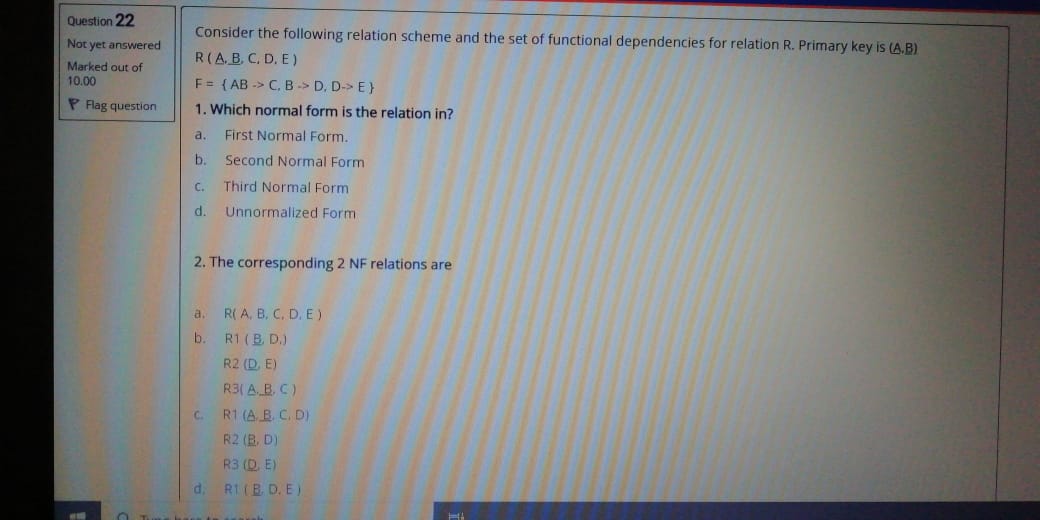 Question 22
Not yet answered
Marked out of
10.00
Flag question
Consider the following relation scheme and the set of functional dependencies for relation R. Primary key is (A,B)
R ( A, B, C, D, E )
F = { AB -> C, B -> D, D-> E }
1. Which normal form is the relation in?
a. First Normal Form.
b. Second Normal Form
c. Third Normal Form
d. Unnormalized Form
2. The corresponding 2 NF relations are
a. R( A, B, C, D, E )
b. R1 ( B, D,)
R2 (D, E)
R3( A, B, C )
c. R1 (A, B, C, D)
R2 (B, D)
R3 (D, E)
d. R1 ( B, D, E )